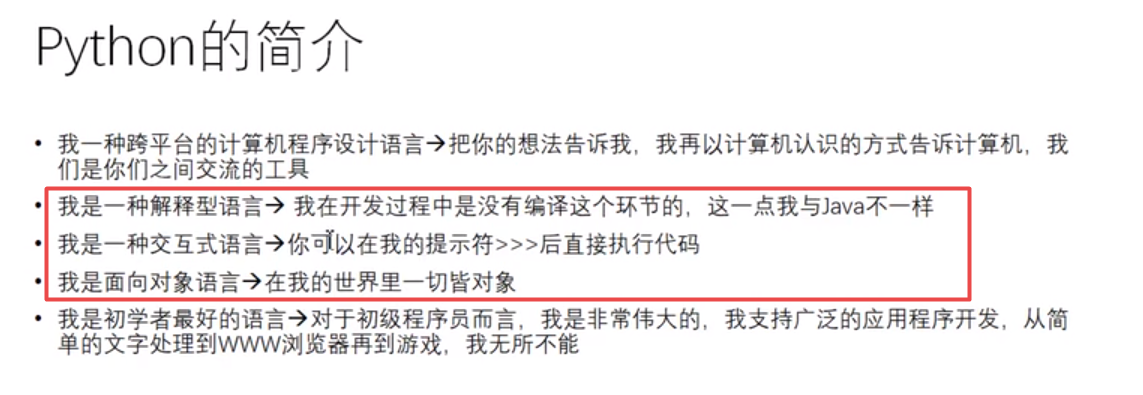 Python的简介
• 我一种跨平台的计算机程序设计语言→把你的想法告诉我，我再以计算机认识的方式告诉计算机，我
们是你们之间交流的工具
• 我是一种解释型语言→ 我在开发过程中是没有编译这个环节的，这一点我与Java不一样
• 我是一种交互式语言→你可以在我的提示符>>>后直接执行代码
• 我是面向对象语言→在我的世界里一切皆对象
• 我是初学者最好的语言→对于初级程序员而言，我是非常伟大的，我支持广泛的应用程序开发，从简
单的文字处理到WWW浏览器再到游戏，我无所不能